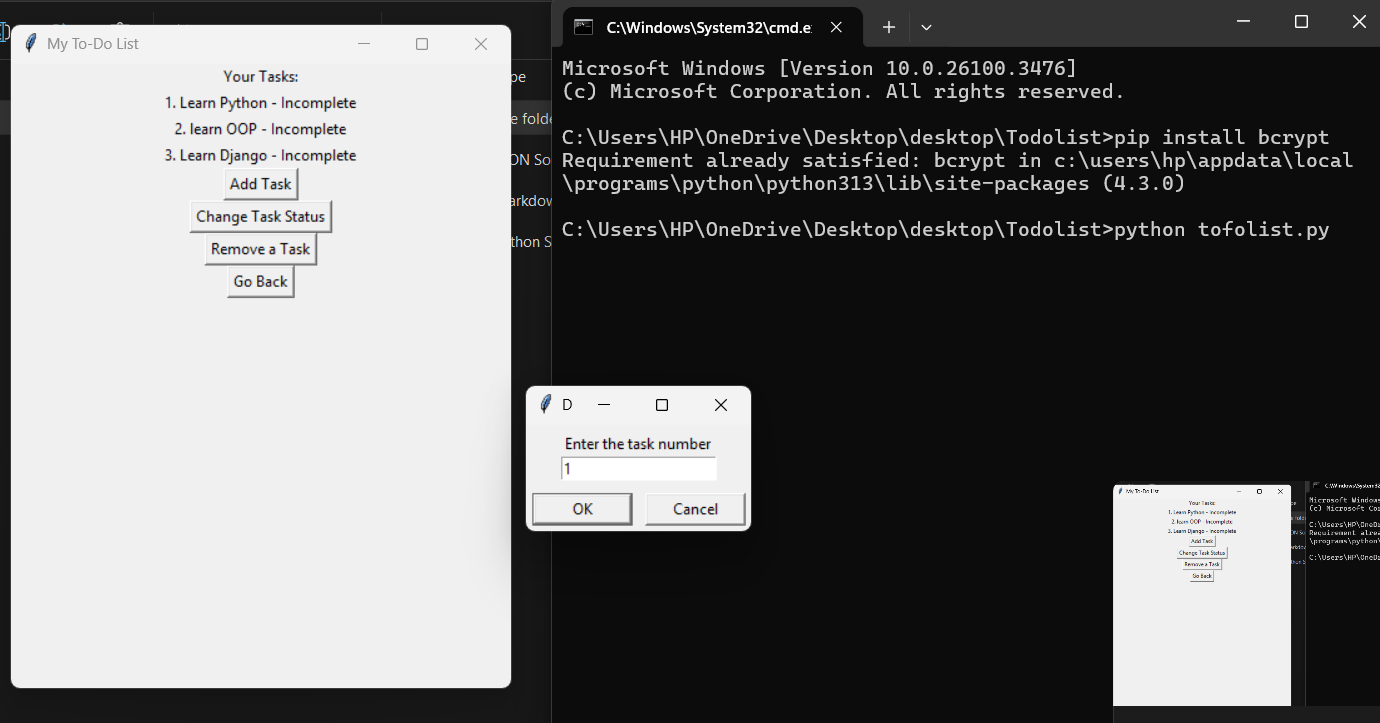 My To-Do List
Your Tasks:
1. Learn Python - Incomplete
2. learn OOP - Incomplete
3. Learn Django - Incomplete
Add Task
Change Task Status
Remove a Task
Go Back
pe
e folde
ON So
arkdow
thon S
C:\Windows\System32\cmd.e
Microsoft Windows [Version 10.0.26100.3476]
(c) Microsoft Corporation. All rights reserved.
C:\Users\HP\OneDrive\Desktop\desktop\Todolist>pip install bcrypt
Requirement already satisfied: bcrypt in c:\users\hp\appdata\local
\programs\python\python313\lib\site-packages (4.3.0)
C:\Users\HP\OneDrive\Desktop\desktop\Todolist>python tofolist.py
D
Enter the task number
1
OK
Cancel
My To-Do List
Your Tasks:
1. Learn Python - Incomplete
2. learn OOP - Incomplete
3. Learn Django - Incomplete
Add Task
Change Task Status
Remove a Task
Go Back
C:\Windows\System32
Microsoft Windows
(c) Microsoft Cor
C:\Users\HP\OneDr
Requirement alrea
\programs\python\
C:\Users\HP\OneDr